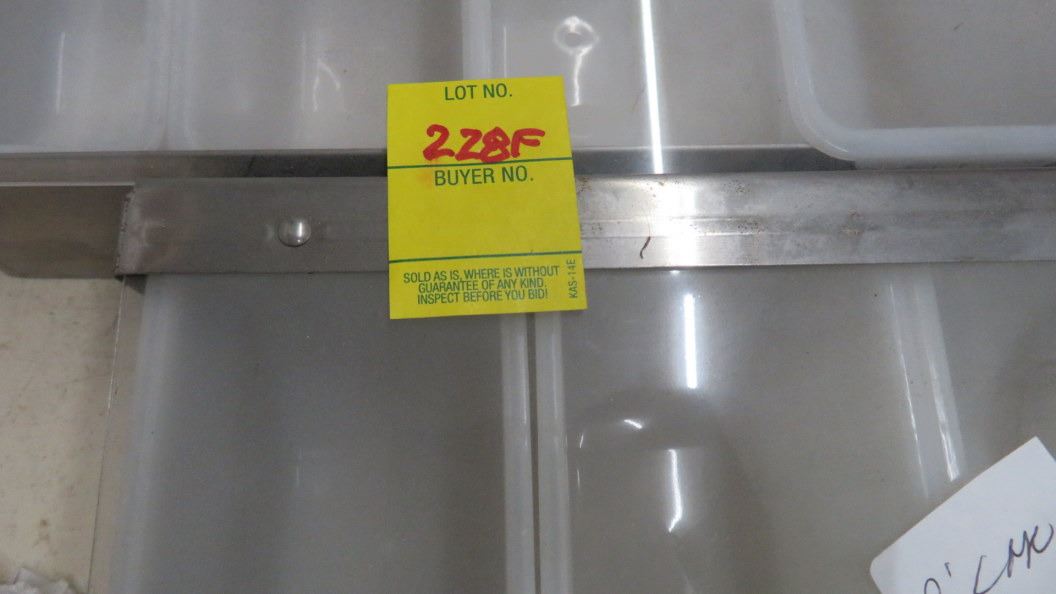 LOT NO.
228F
BUYER NO.
SOLD AS IS, WHERE IS WITHOUT
GUARANTEE OF ANY KIND.
INSPECT BEFORE YOU BID!
KAS-14E